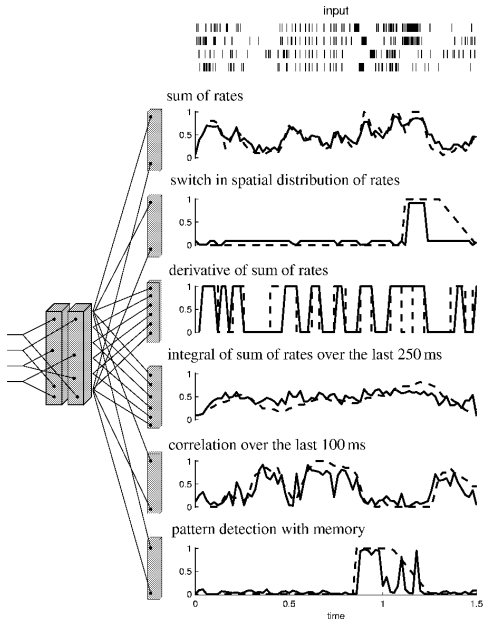 input
sum of rates
1
0.5
0
switch in spatial distribution of rates
1
0.5
0
derivative of sum of rates
1
0.5
0
integral of sum of rates over the last 250 ms
1
0.5
0
correlation over the last 100 ms
1
0.5
0
pattern detection with memory
1
0.5
0
0 0.5 1 1.5
time